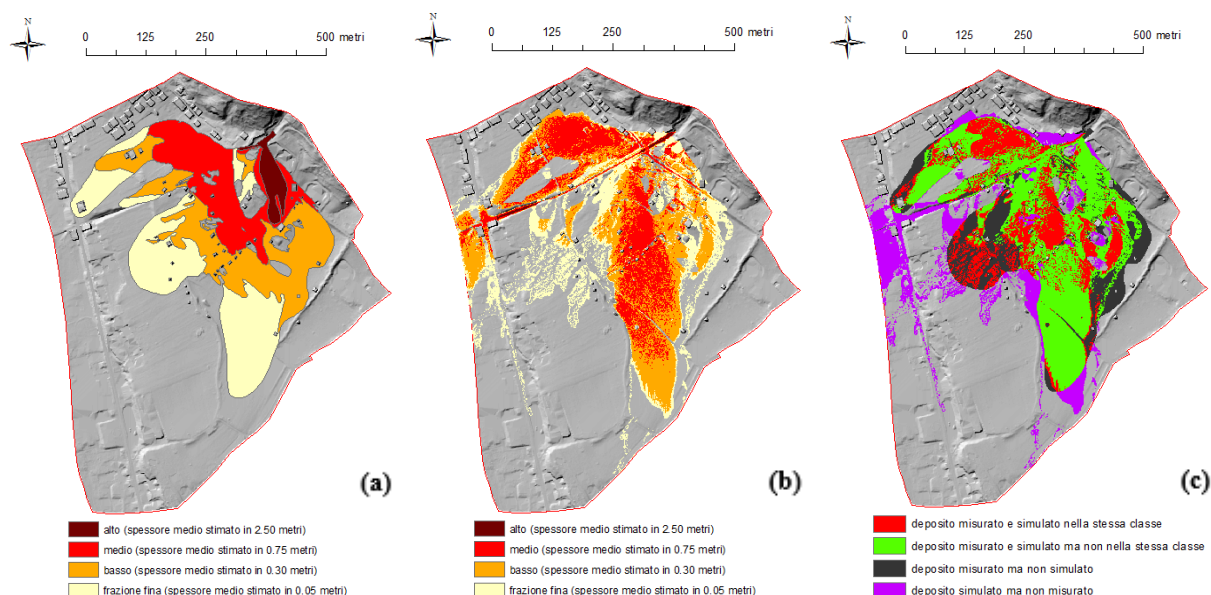 N
0 125 250 500 metri
N
0 125 250 500 metri
N
0 125 250 500 metri
(a)
(b)
(c)
alto (spessore medio stimato in 2.50 metri)
medio (spessore medio stimato in 0.75 metri)
basso (spessore medio stimato in 0.30 metri)
frazione fina (spessore medio stimato in 0.05 metri)
alto (spessore medio stimato in 2.50 metri)
medio (spessore medio stimato in 0.75 metri)
basso (spessore medio stimato in 0.30 metri)
frazione fina (spessore medio stimato in 0.05 metri)
deposito misurato e simulato nella stessa classe
deposito misurato e simulato ma non nella stessa classe
deposito misurato ma non simulato
deposito simulato ma non misurato